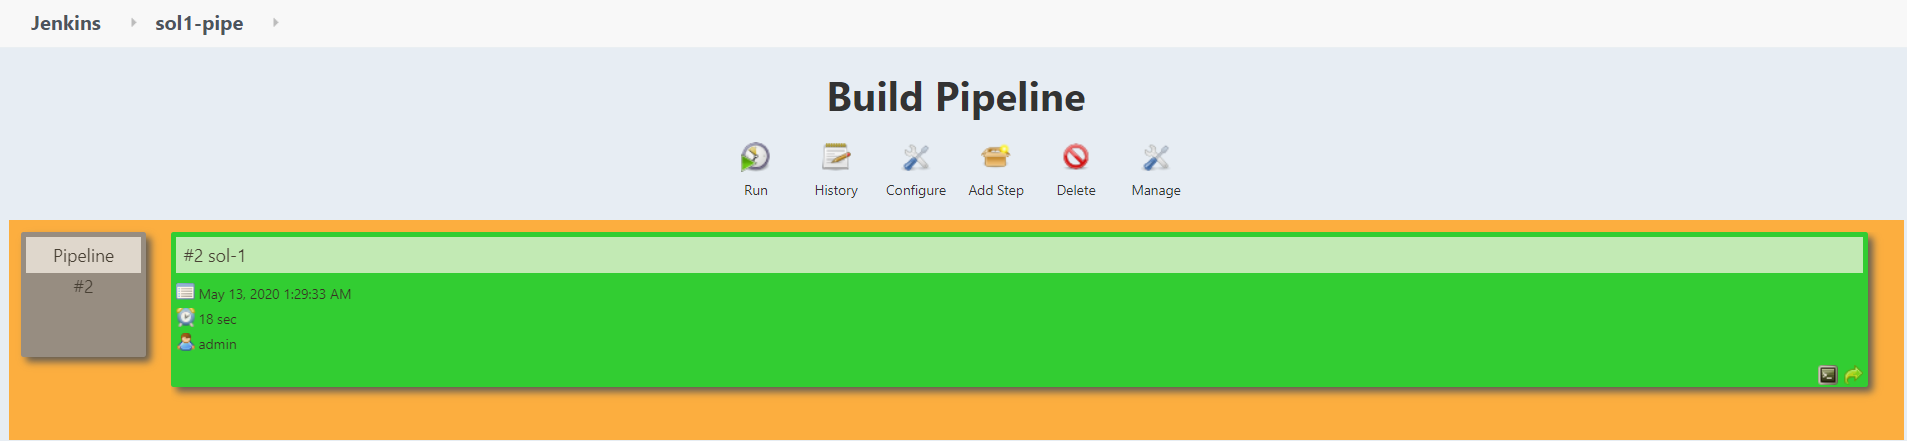 Jenkins sol1-pipe
Build Pipeline
Run History Configure Add Step Delete Manage
Pipeline
#2
#2 sol-1
May 13, 2020 1:29:33 AM
18 sec
admin